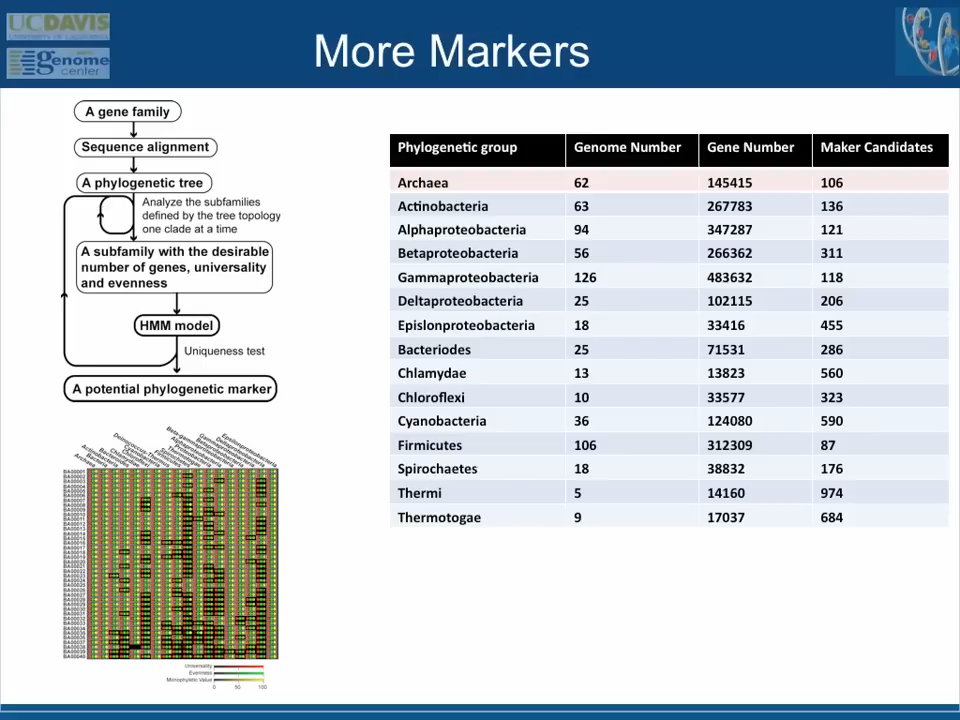 UCDAVIS
UNIVERSITY OF CALIFORNIA
genome
center
More Markers
A gene family
Sequence alignment
A phylogenetic tree
Analyze the subfamilies
defined by the tree topology
one clade at a time
A subfamily with the desirable
number of genes, universality
and evenness
HMM model
Uniqueness test
A potential phylogenetic marker
Phylogenetic group Genome Number Gene Number Maker Candidates
Archaea 62 145415 106
Actinobacteria 63 267783 136
Alphaproteobacteria 94 347287 121
Betaproteobacteria 56 266362 311
Gammaproteobacteria 126 483632 118
Deltaproteobacteria 25 102115 206
Epislonproteobacteria 18 33416 455
Bacteriodes 25 71531 286
Chlamydae 13 13823 560
Chloroflexi 10 33577 323
Cyanobacteria 36 124080 590
Firmicutes 106 312309 87
Spirochaetes 18 38832 176
Thermi 5 14160 974
Thermotogae 9 17037 684
Universality
Evenness
Monophyletic Value
0 50 100